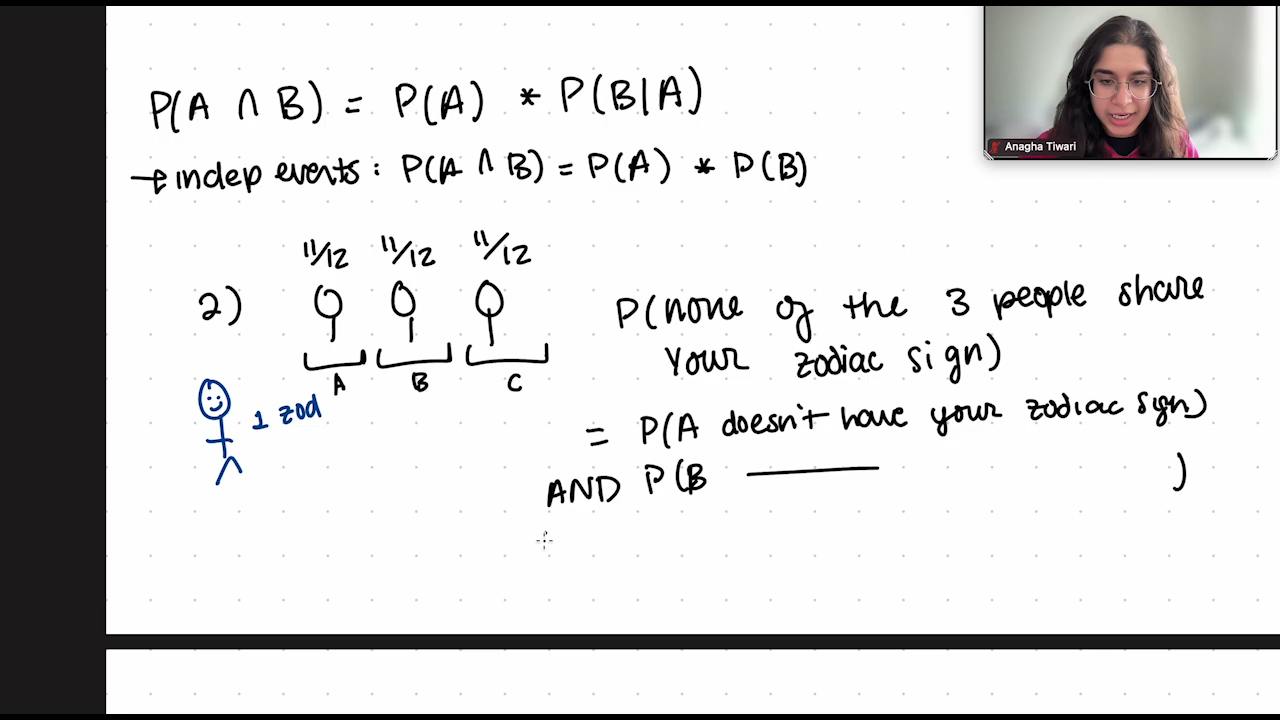 P(A ∩ B) = P(A) * P(B|A)
Anagha Tiwari
→ indep events: P(A ∩ B) = P(A) * P(B)
11/12 11/12 11/12
2)
P(none of the 3 people share
your zodiac sign)
A B C
1 zod
= P(A doesn't have your zodiac sign)
AND P(B ——— )